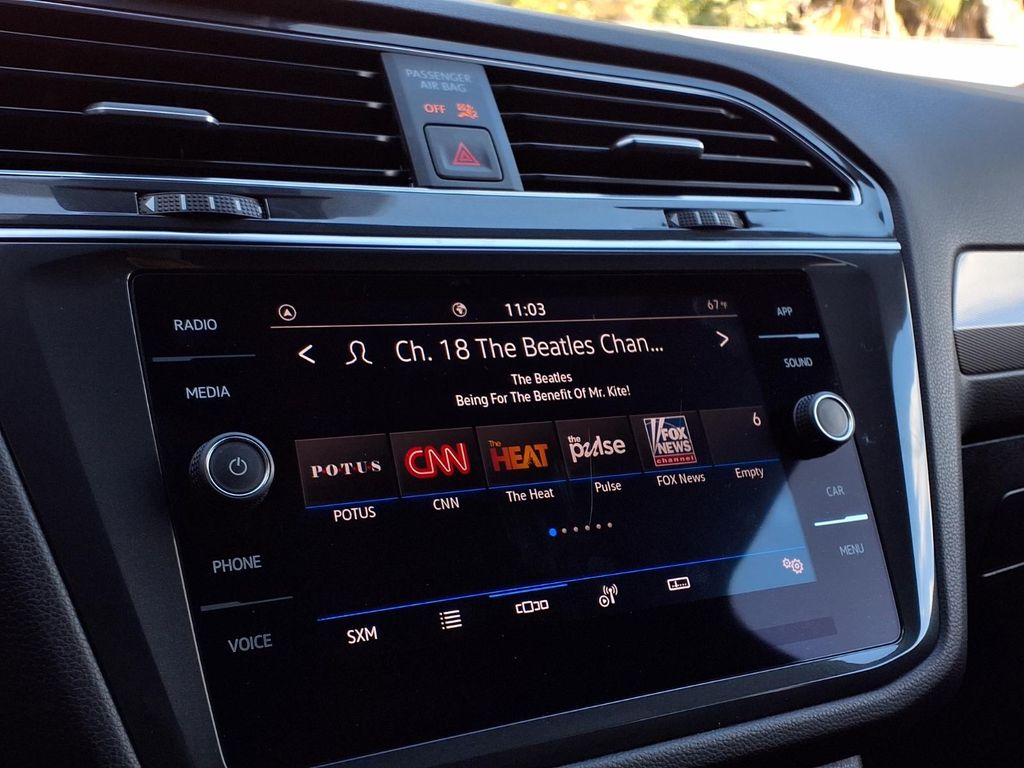 PASSENGER
AIR BAG
OFF
RADIO
MEDIA
PHONE
VOICE
11:03
67°F
< Ch. 18 The Beatles Chan... >
The Beatles
Being For The Benefit Of Mr. Kite!
POTUS
CNN
The HEAT
the pulse
FOX NEWS channel
6
POTUS
CNN
The Heat
Pulse
FOX News
Empty
SXM
APP
SOUND
CAR
MENU